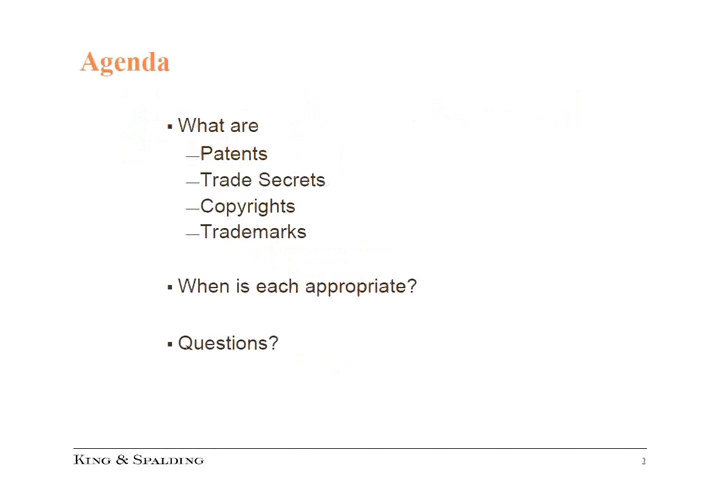 Agenda
▪ What are
—Patents
—Trade Secrets
—Copyrights
—Trademarks
▪ When is each appropriate?
▪ Questions?
KING & SPALDING
2